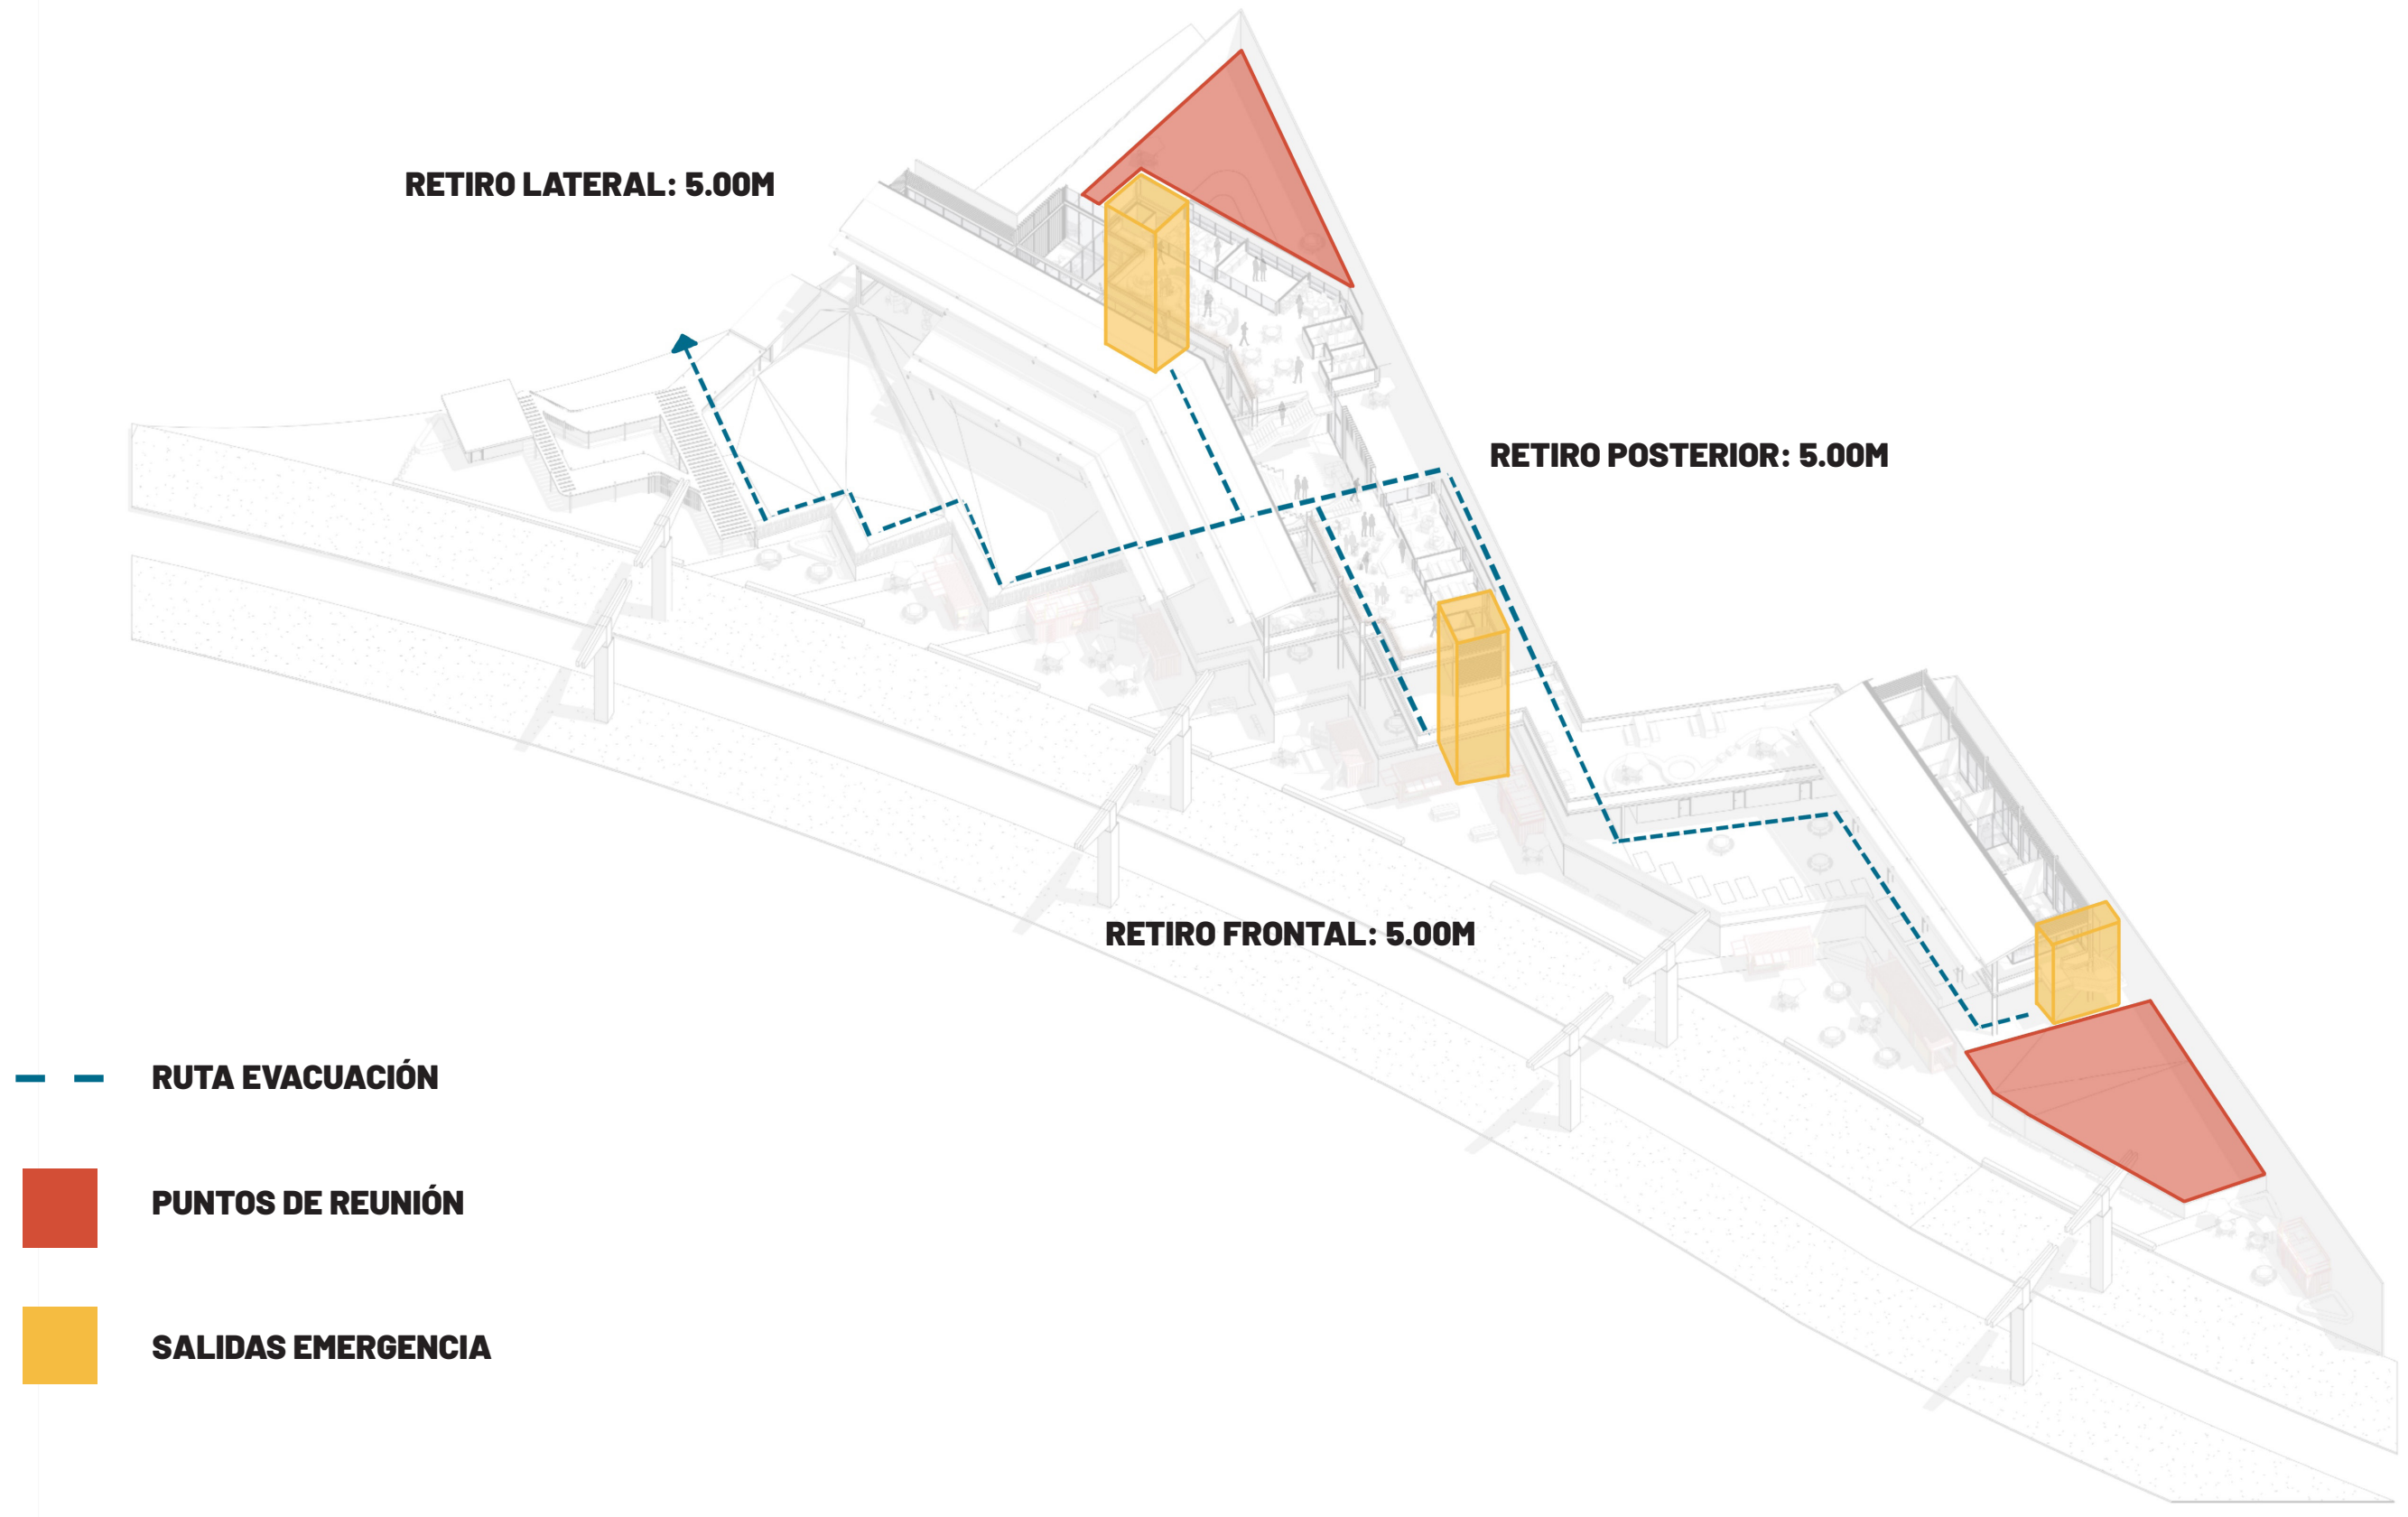 RETIRO LATERAL: 5.00M
RETIRO POSTERIOR: 5.00M
RETIRO FRONTAL: 5.00M
RUTA EVACUACIÓN
PUNTOS DE REUNIÓN
SALIDAS EMERGENCIA